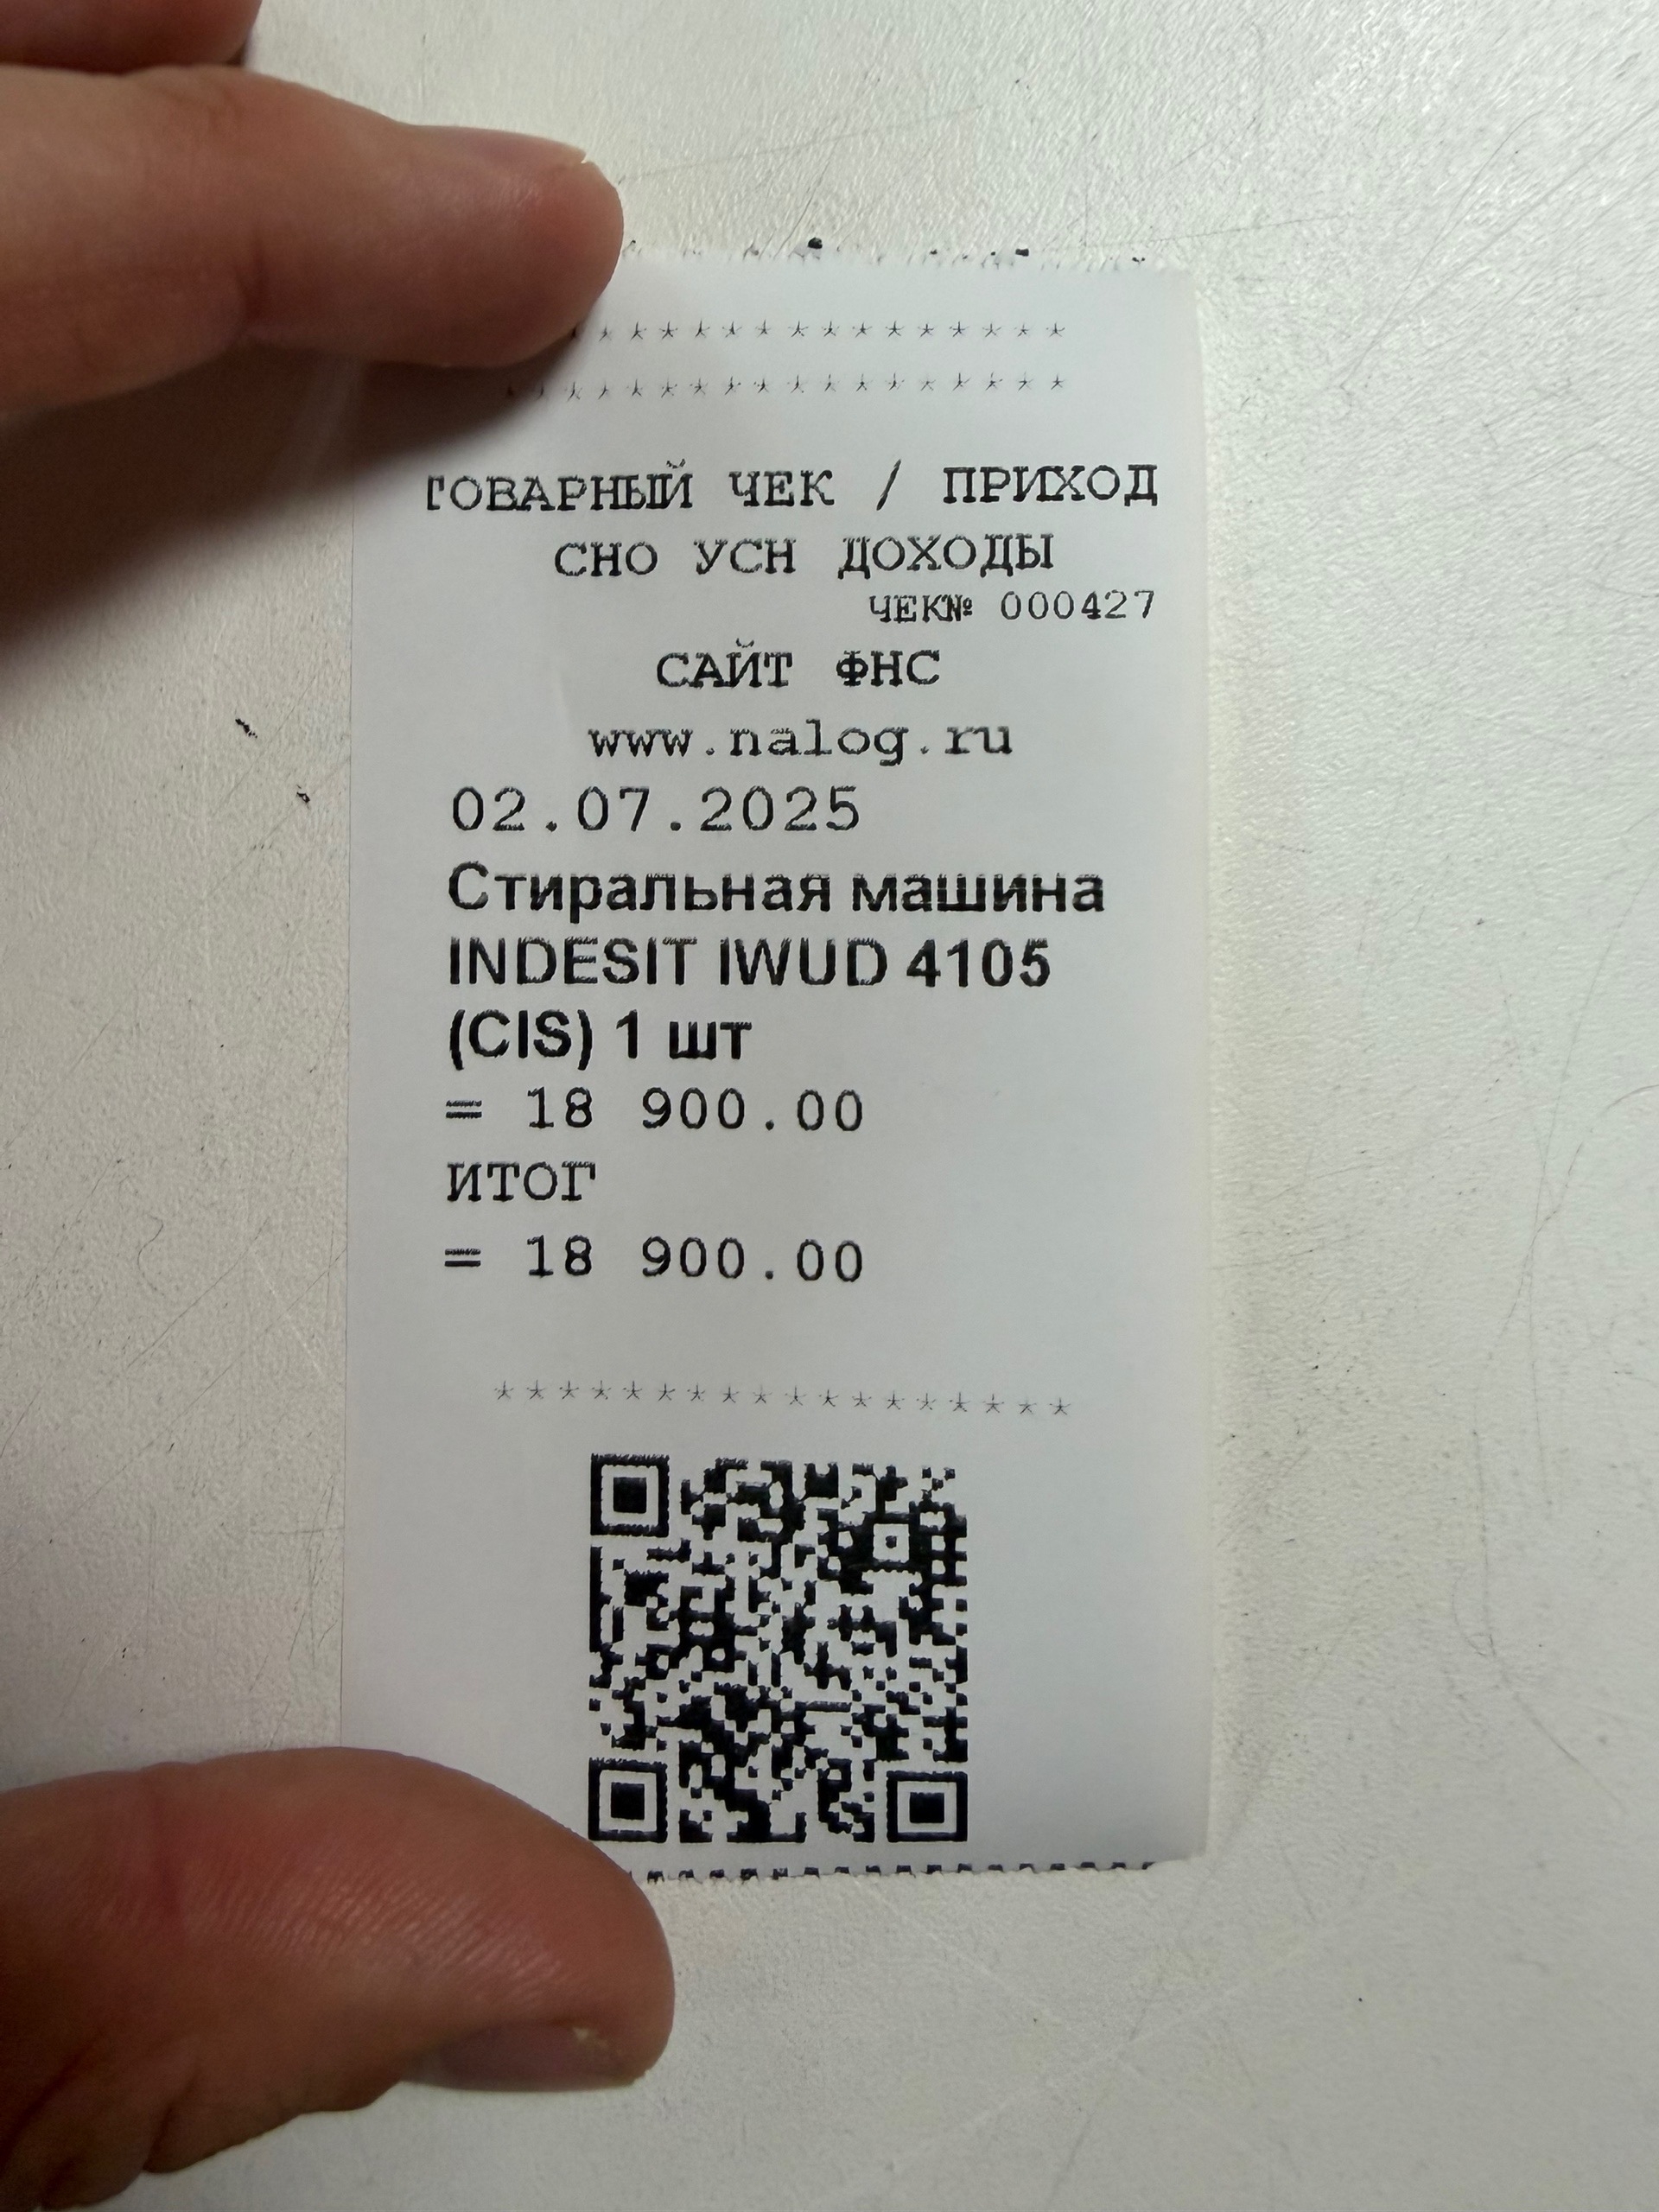 * * * * * * * * * * * * * * *
* * * * * * * * * * * * * * * * * *
ТОВАРНЫЙ ЧЕК / ПРИХОД
СНО УСН ДОХОДЫ
ЧЕК№ 000427
САЙТ ФНС
www.nalog.ru
02.07.2025
Стиральная машина
INDESIT IWUD 4105
(CIS) 1 шт
= 18 900.00
ИТОГ
= 18 900.00
* * * * * * * * * * * * * * * * * *